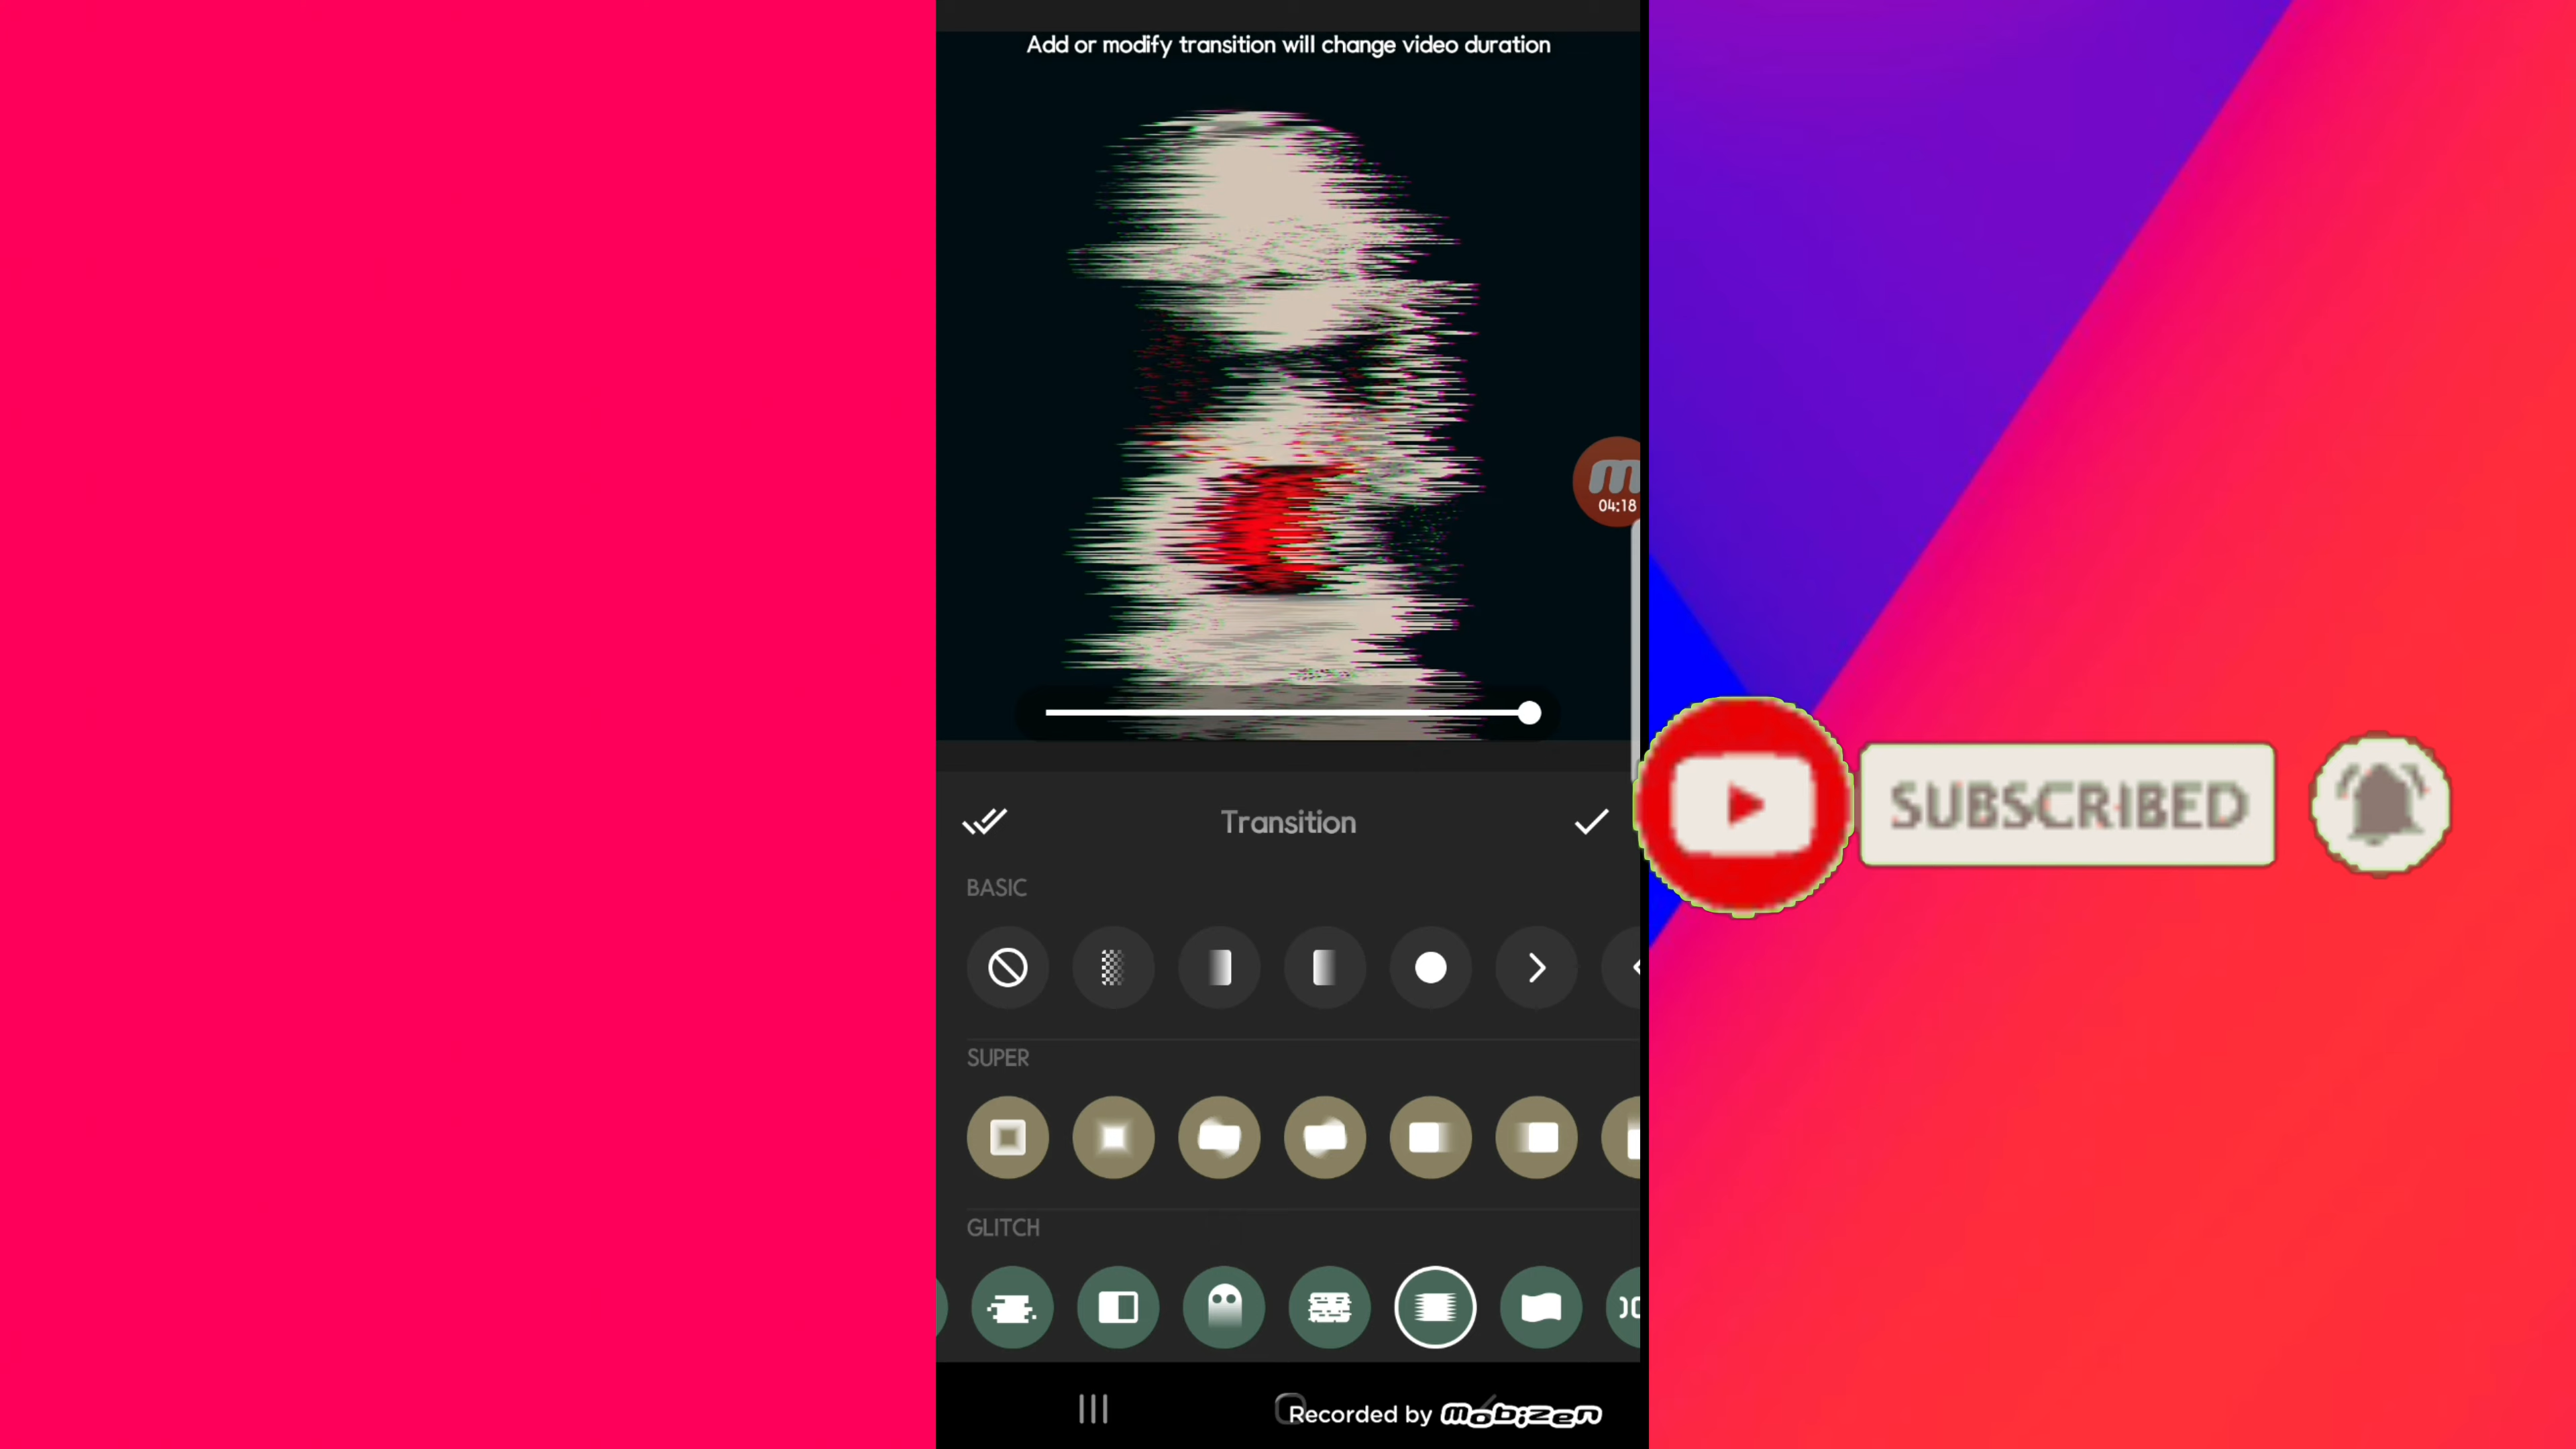 Add or modify transition will change video duration
04:18
Transition
SUBSCRIBED
BASIC
SUPER
GLITCH
Recorded by mobizen